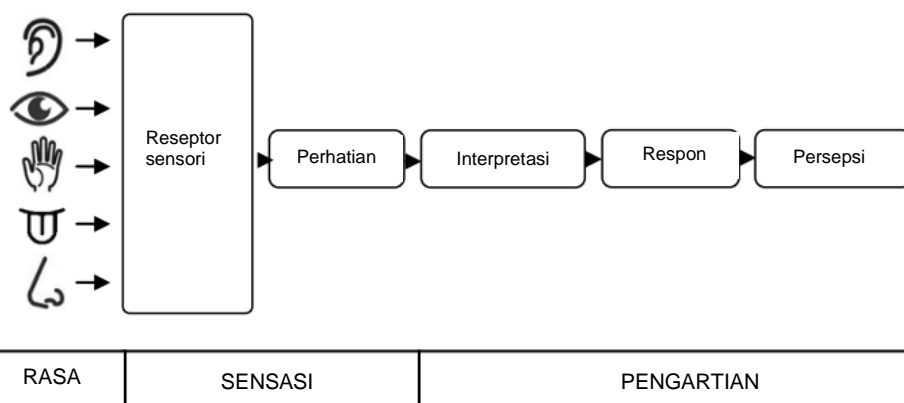 Reseptor
sensori
Perhatian
Interpretasi
Respon
Persepsi
RASA
SENSASI
PENGARTIAN